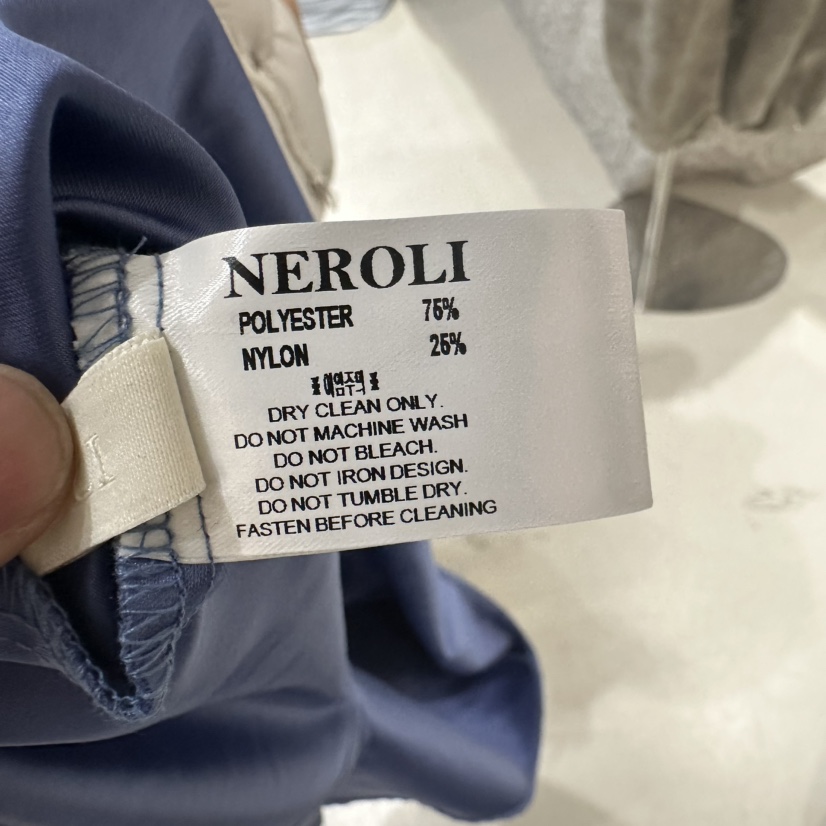 NEROLI
POLYESTER 75%
NYLON 25%
DRY CLEAN ONLY.
DO NOT MACHINE WASH
DO NOT BLEACH.
DO NOT IRON DESIGN.
DO NOT TUMBLE DRY.
FASTEN BEFORE CLEANING